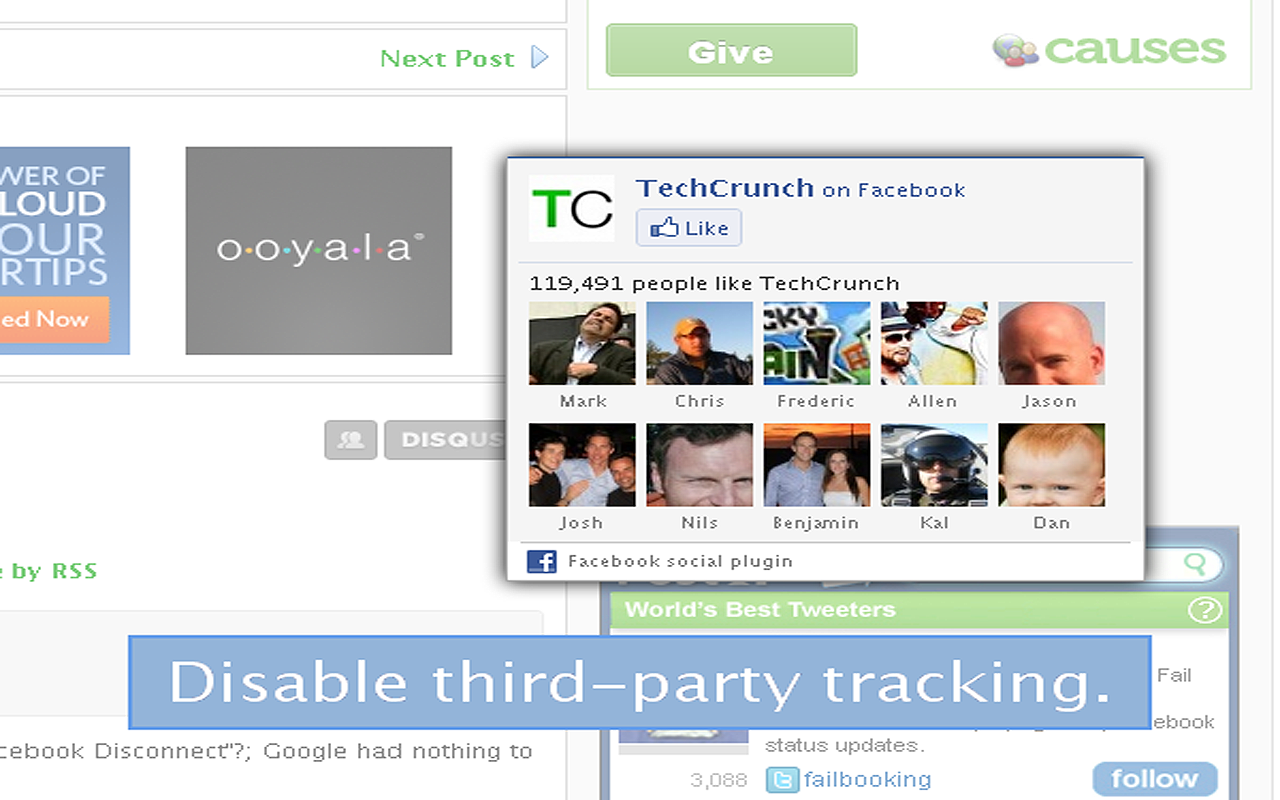 Next Post
Give
causes
WER OF
LOUD
OUR
RTIPS
ed Now
o·o·y·a·l·a®
TC
TechCrunch on Facebook
Like
119,491 people like TechCrunch
Mark
Chris
Frederic
Allen
Jason
Josh
Nils
Benjamin
Kal
Dan
Facebook social plugin
DISQUS
e by RSS
World's Best Tweeters
?
Disable third-party tracking.
Fail
cebook Disconnect"?; Google had nothing to
ebook
status updates.
3,088
failbooking
follow